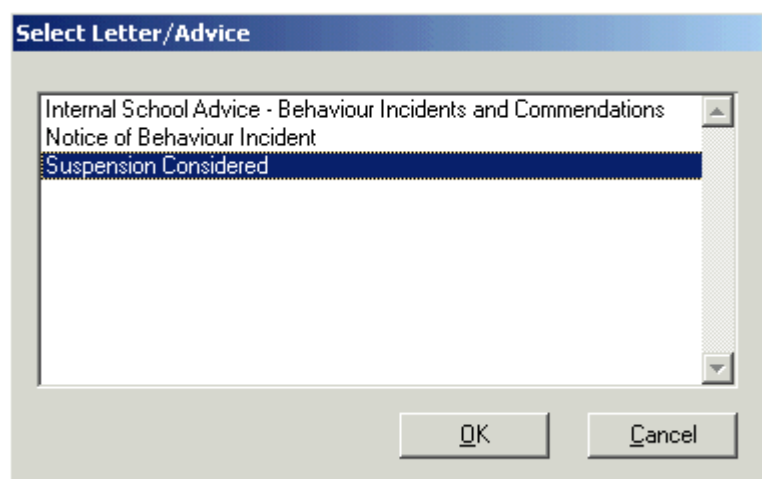 Select Letter/Advice
Internal School Advice - Behaviour Incidents and Commendations
Notice of Behaviour Incident
Suspension Considered
OK
Cancel